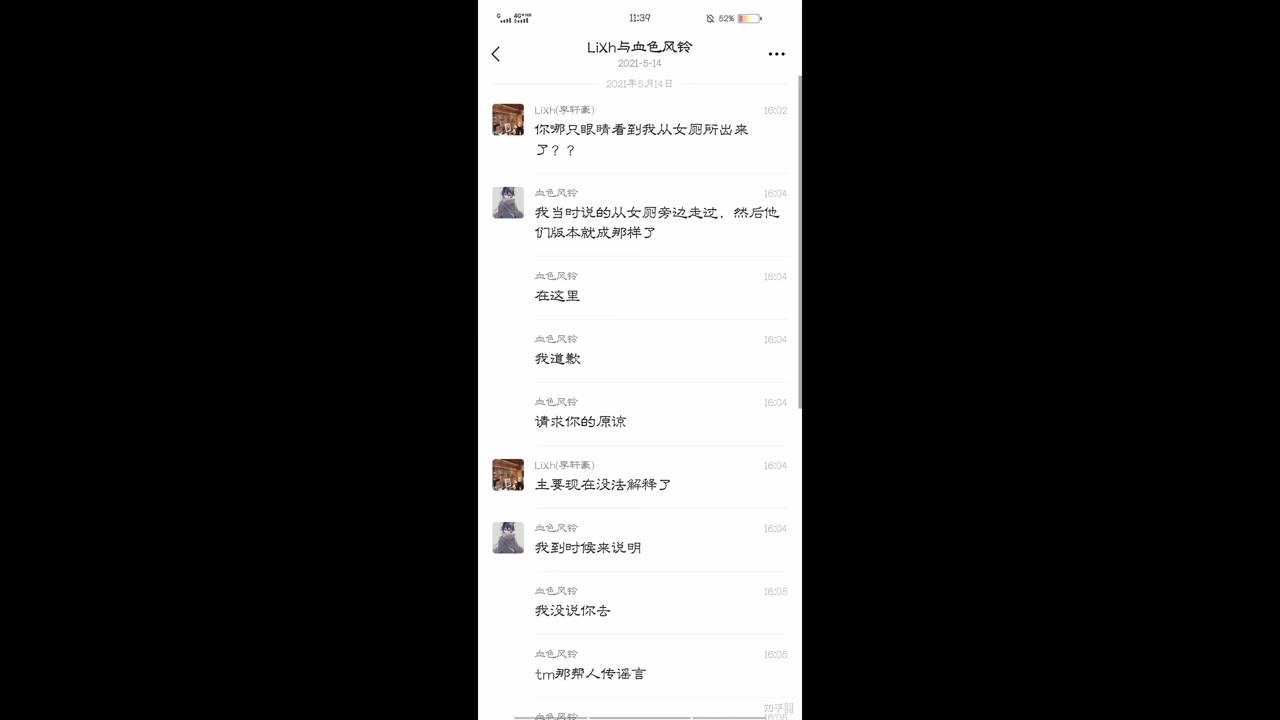 11:39
52%
LiXh与血色风铃
2021-5-14
2021年5月14日
LiXh(李轩豪) 16:02
你哪只眼睛看到我从女厕所出来
了？？
血色风铃 16:04
我当时说的从女厕旁边走过，然后他
们版本就成那样了
血色风铃 16:04
在这里
血色风铃 16:04
我道歉
血色风铃 16:04
请求你的原谅
LiXh(李轩豪) 16:04
主要现在没法解释了
血色风铃 16:04
我到时候来说明
血色风铃 16:05
我没说你去
血色风铃 16:05
tm那帮人传谣言
血色风铃 16:05
知乎